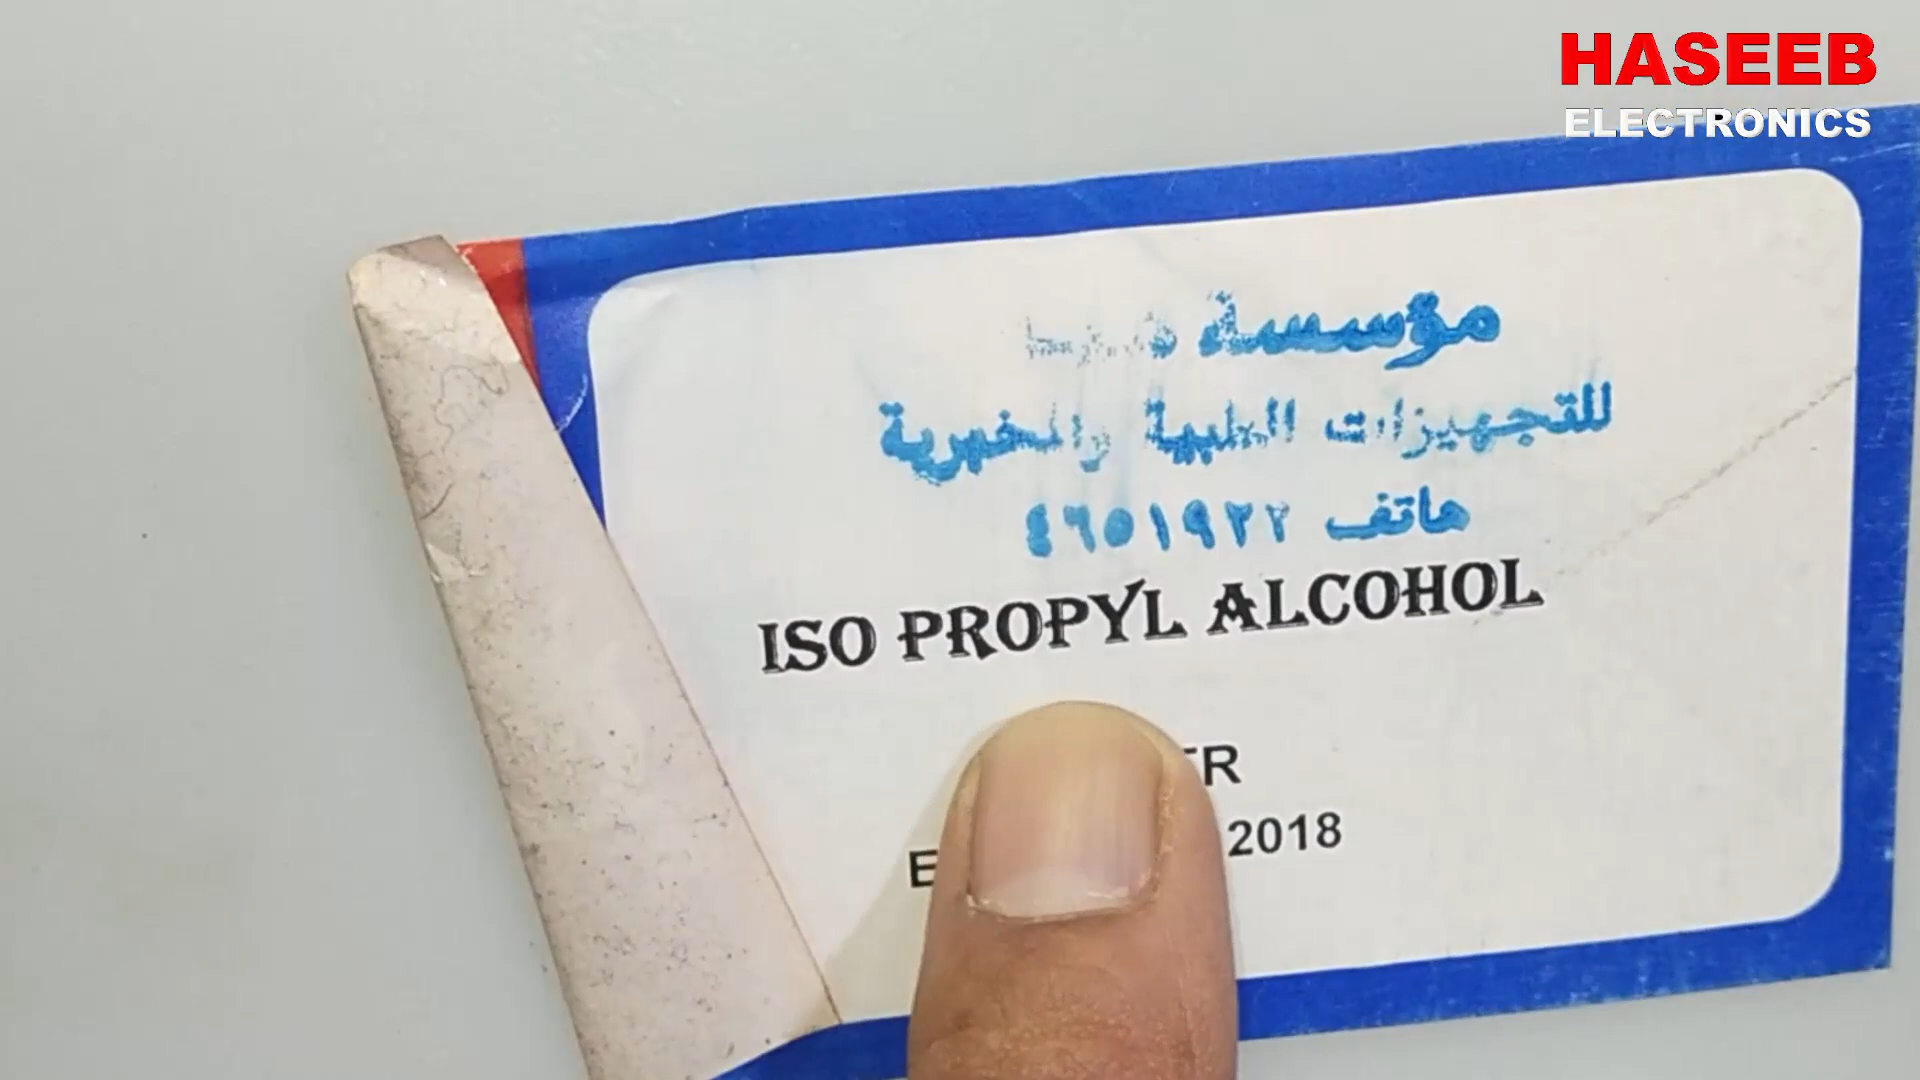 HASEEB
ELECTRONICS
مؤسسة
للتجهيزات الطبية والمخبرية
هاتف ٤٦٥١٩٢٢
ISO PROPYL ALCOHOL
2018